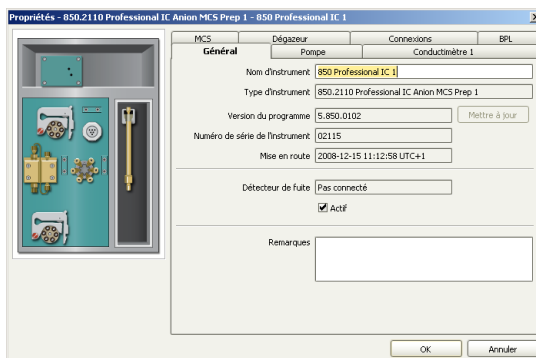 Propriétés - 850.2110 Professional IC Anion MCS Prep 1 - 850 Professional IC 1
MCS Dégazeur Connexions BPL
Général Pompe Conductimètre 1
Nom d'instrument 850 Professional IC 1
Type d'instrument 850.2110 Professional IC Anion MCS Prep 1
Version du programme 5.850.0102 Mettre à jour
Numéro de série de l'instrument 02115
Mise en route 2008-12-15 11:12:58 UTC+1
Détecteur de fuite Pas connecté
Actif
Remarques
OK Annuler